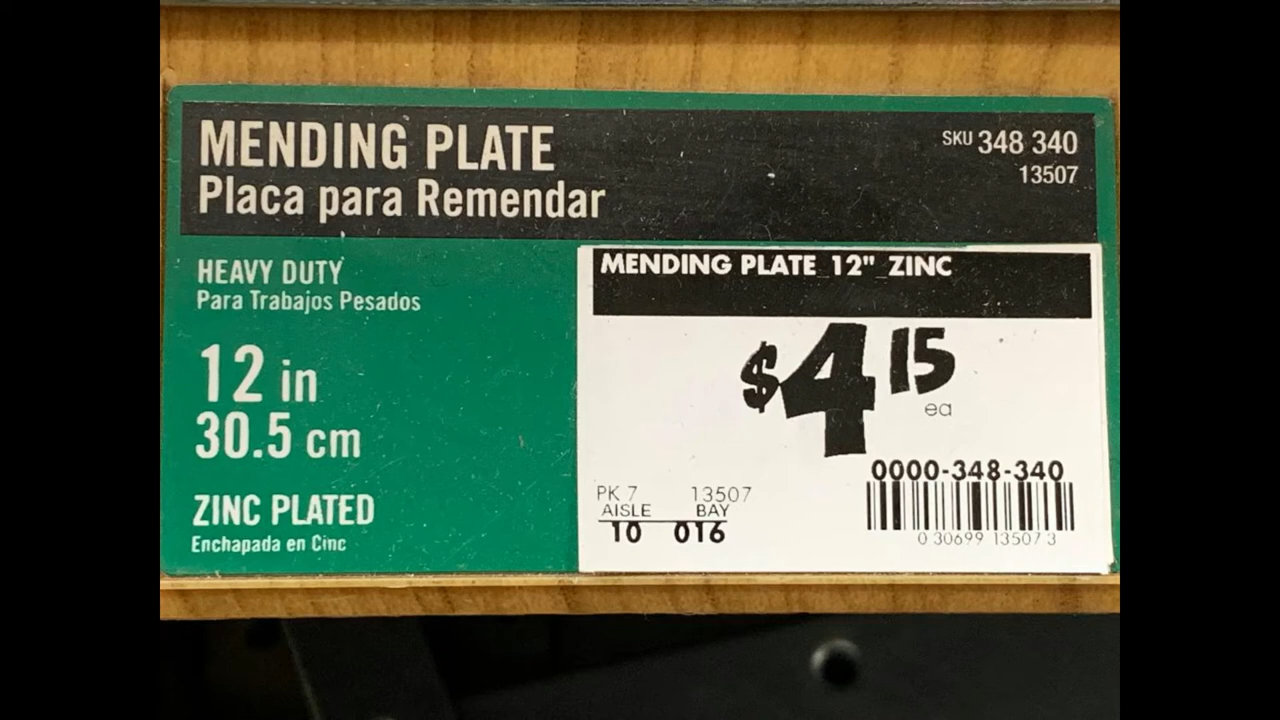 MENDING PLATE
Placa para Remendar
SKU 348 340
13507
HEAVY DUTY
Para Trabajos Pesados
12 in
30.5 cm
ZINC PLATED
Enchapada en Cinc
MENDING PLATE 12" ZINC
$4 15
ea
0000-348-340
PK 7 13507
AISLE BAY
10 016
0 30699 13507 3